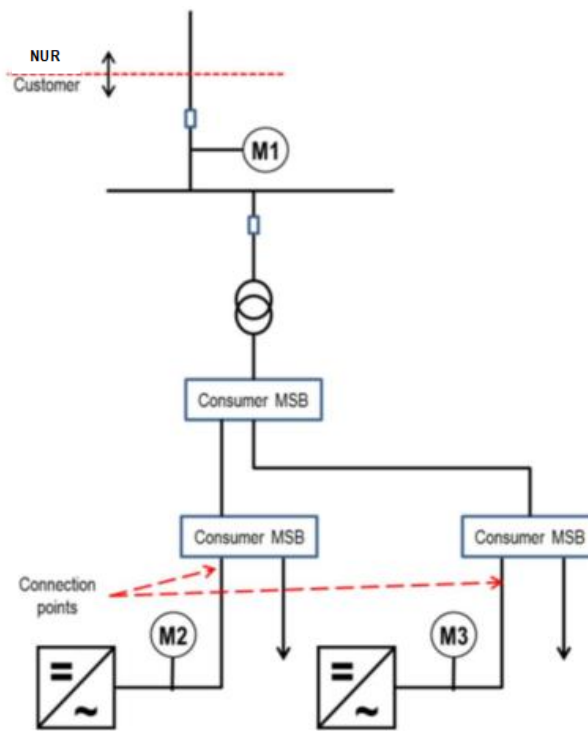 NUR
Customer
M1
Consumer MSB
Consumer MSB
Consumer MSB
Connection
points
M2
M3